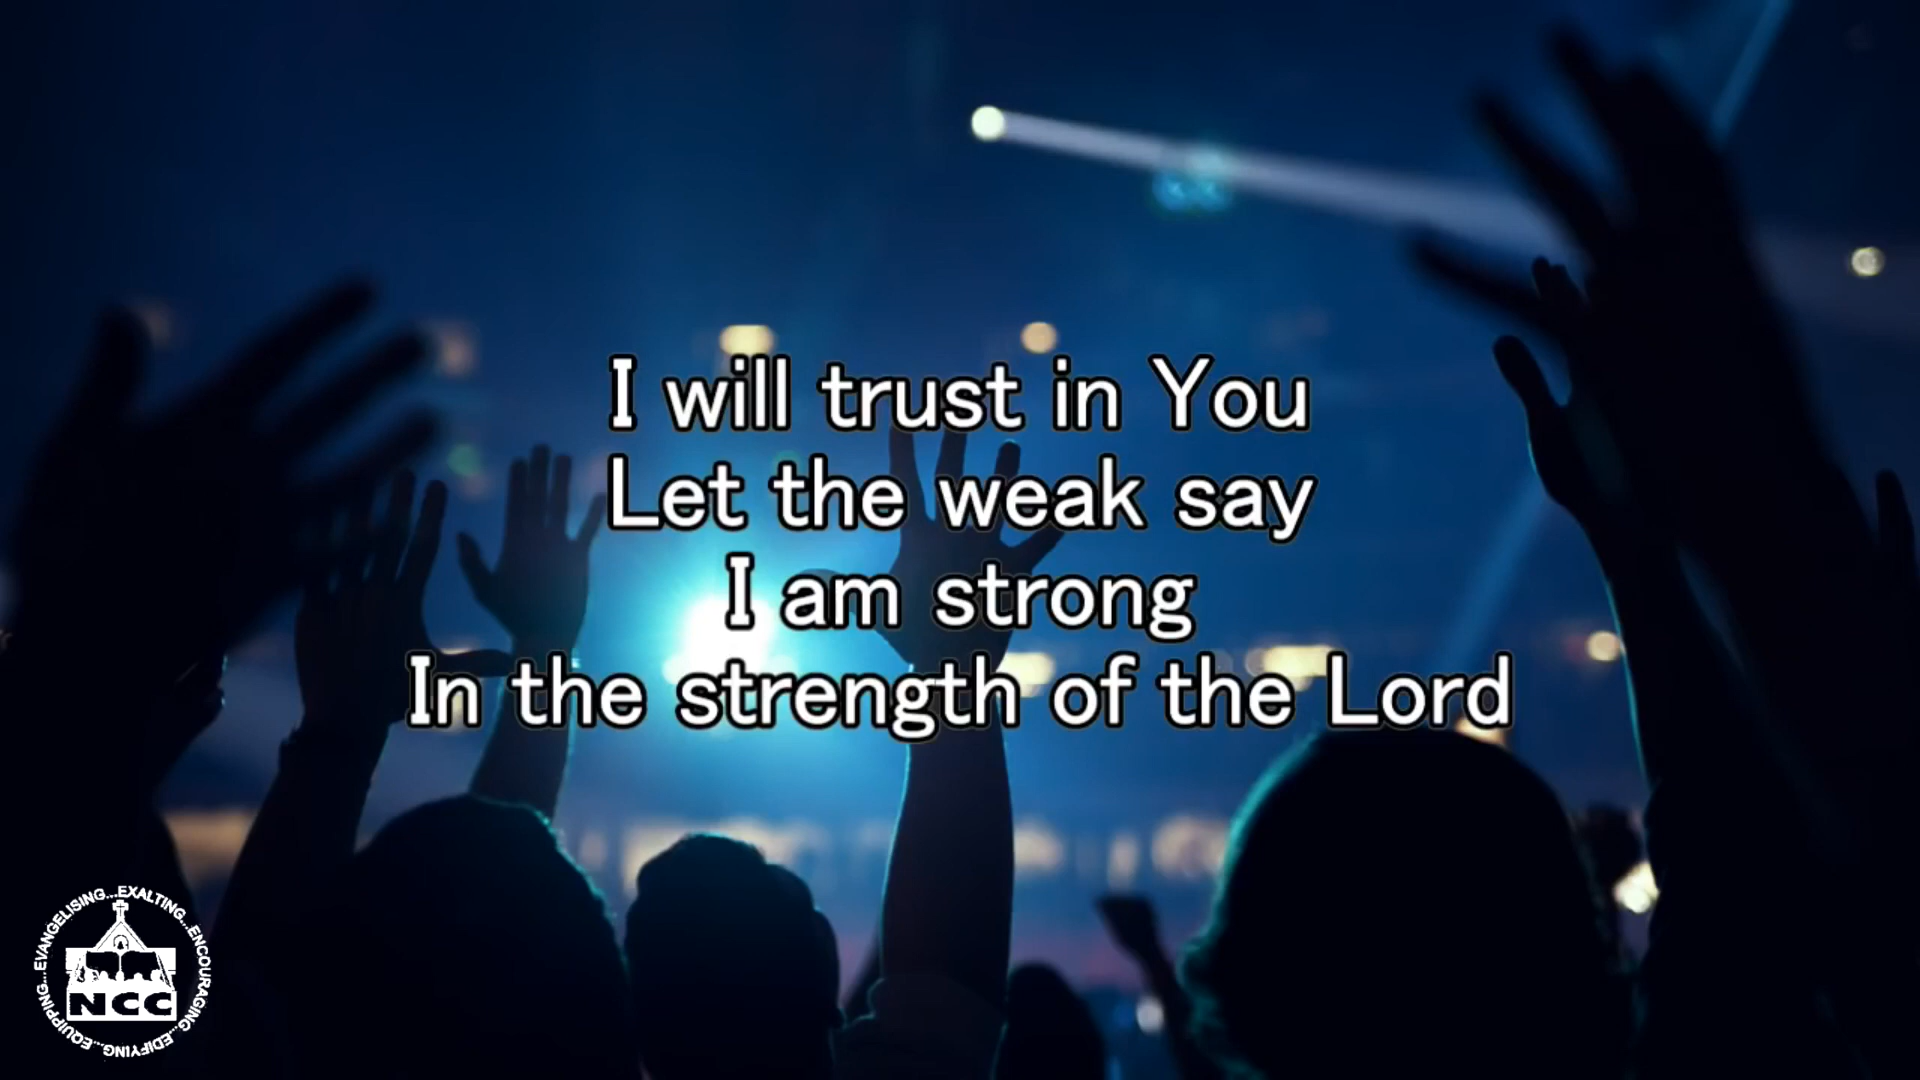 I will trust in You
Let the weak say
I am strong
In the strength of the Lord
EVANGELISING...EXALTING...ENCOURAGING...EDIFYING...EQUIPPING...
NCC